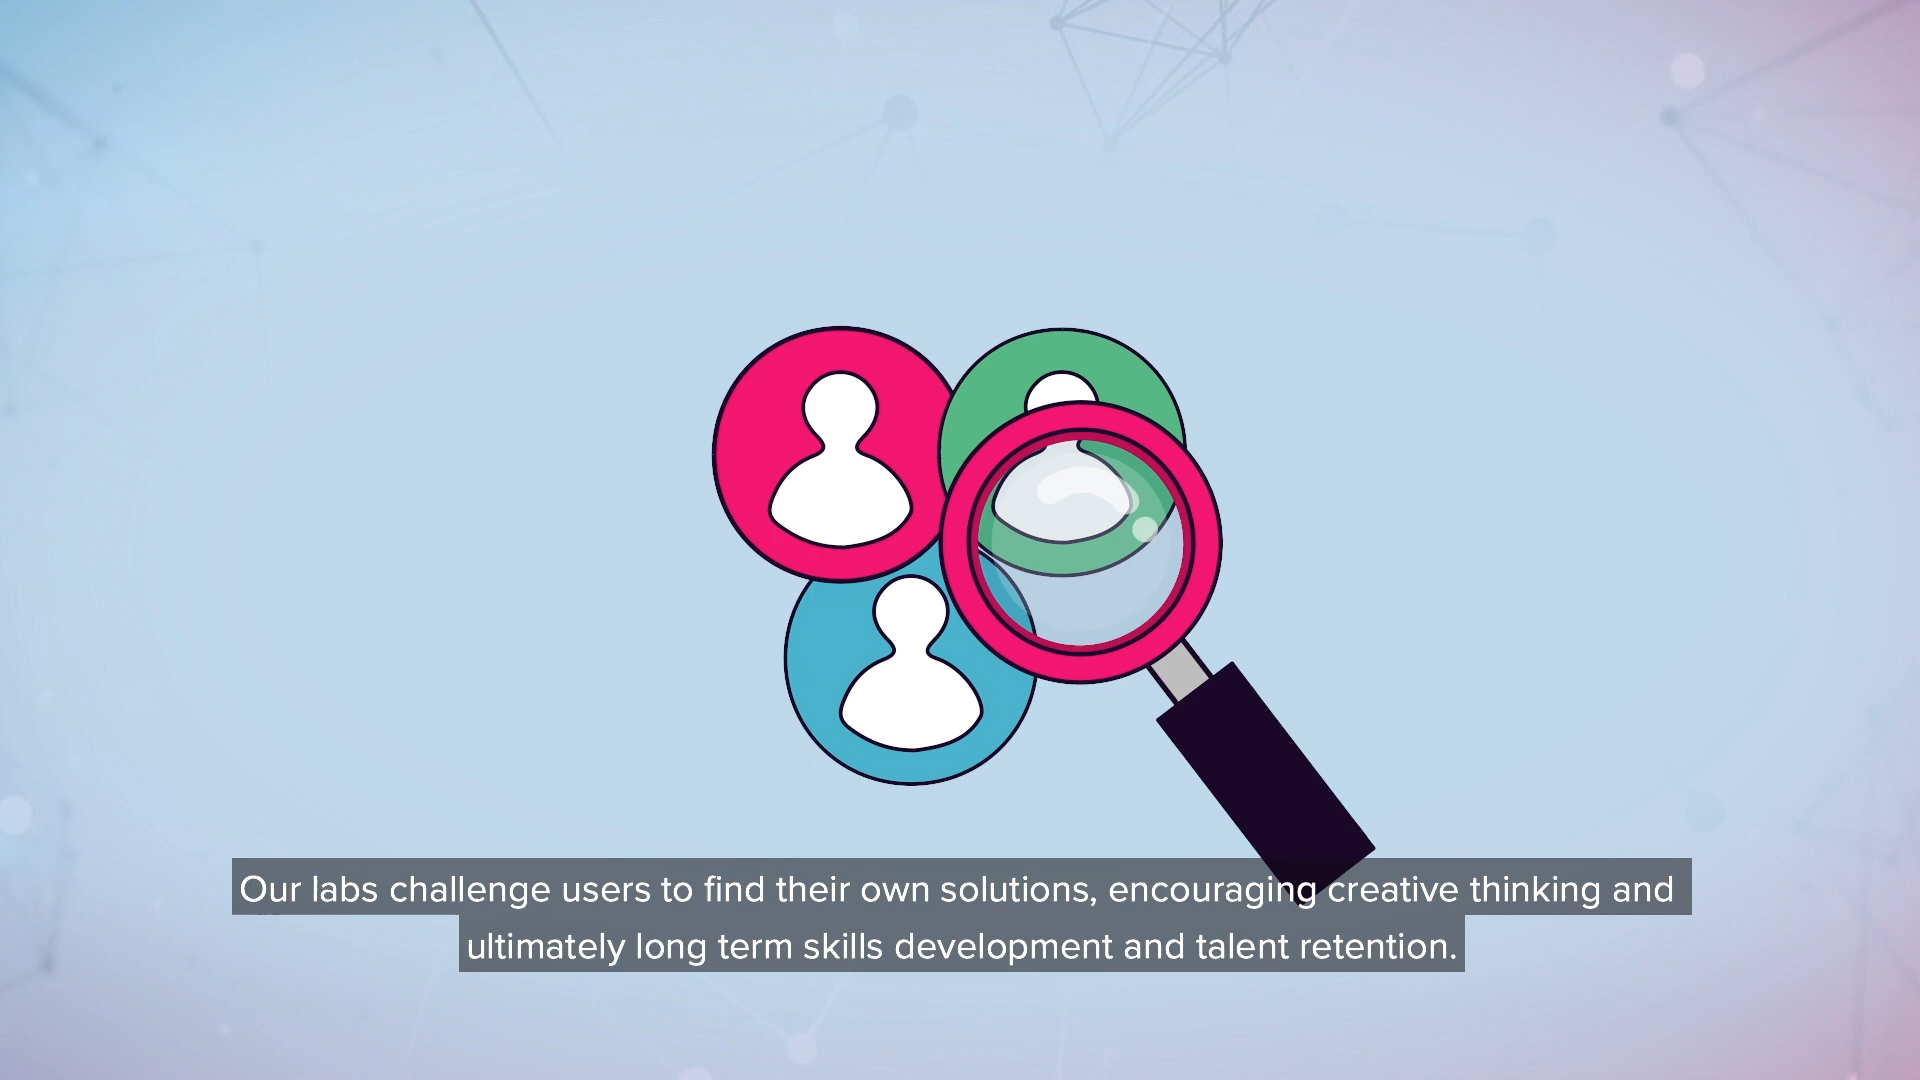 Our labs challenge users to find their own solutions, encouraging creative thinking and
ultimately long term skills development and talent retention.